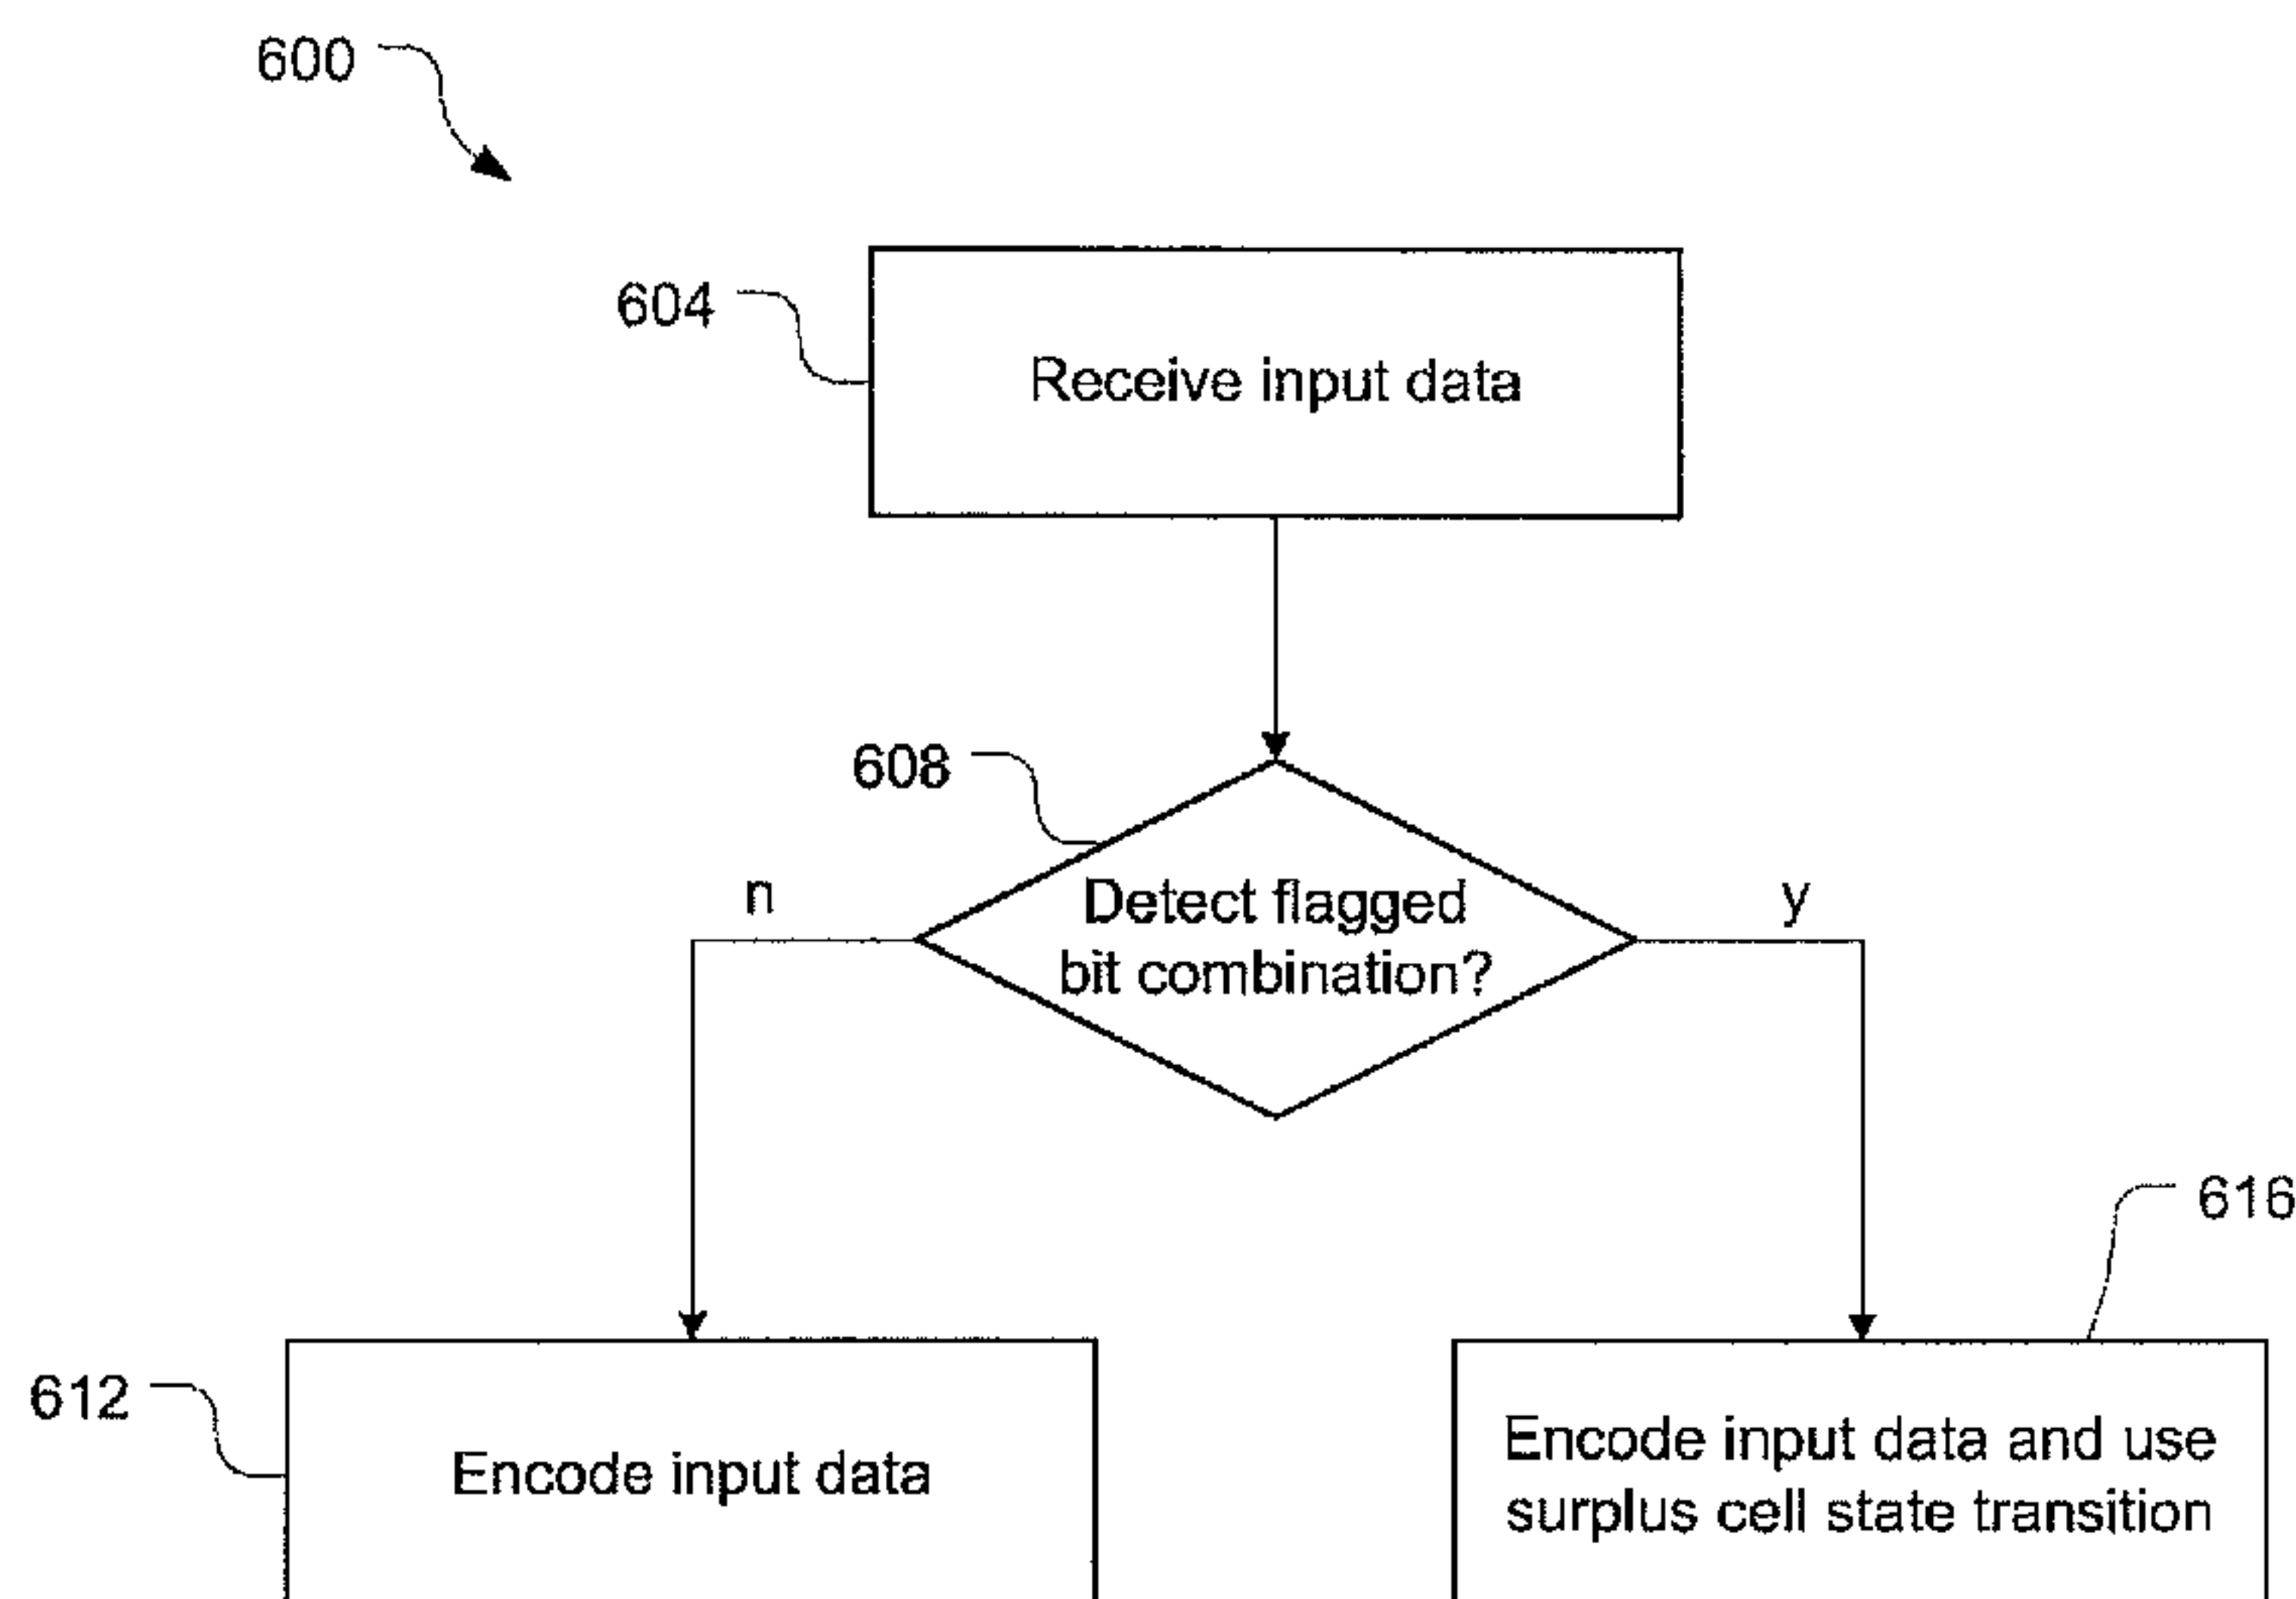 600
604
Receive input data
608
n
Detect flagged
bit combination?
y
616
612
Encode input data
Encode input data and use
surplus cell state transition